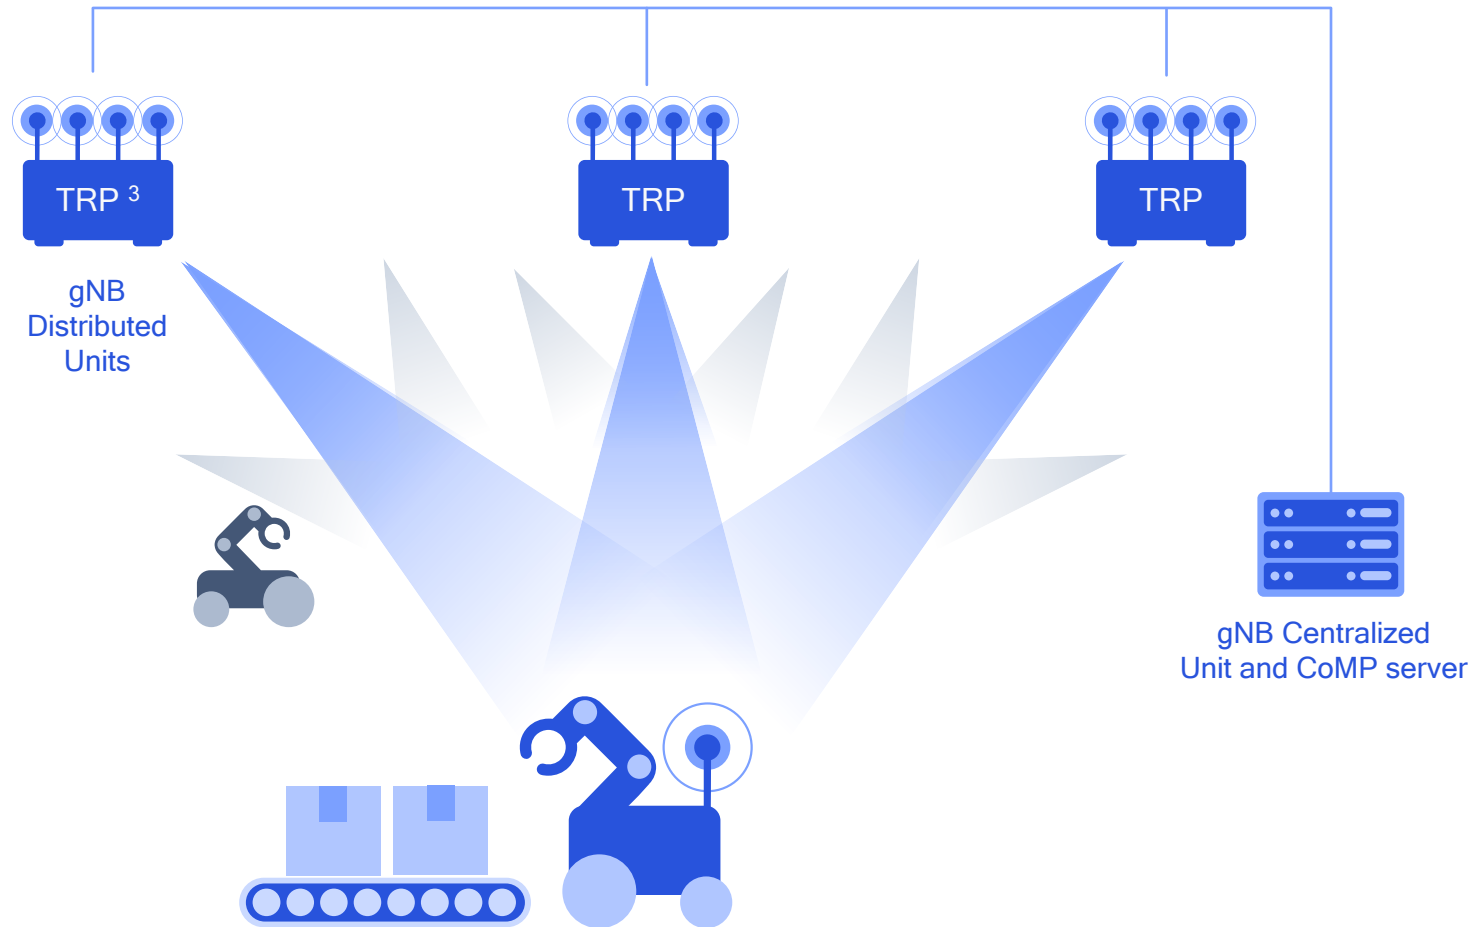 TRP 3
TRP
TRP
gNB
Distributed
Units
gNB Centralized
Unit and CoMP server